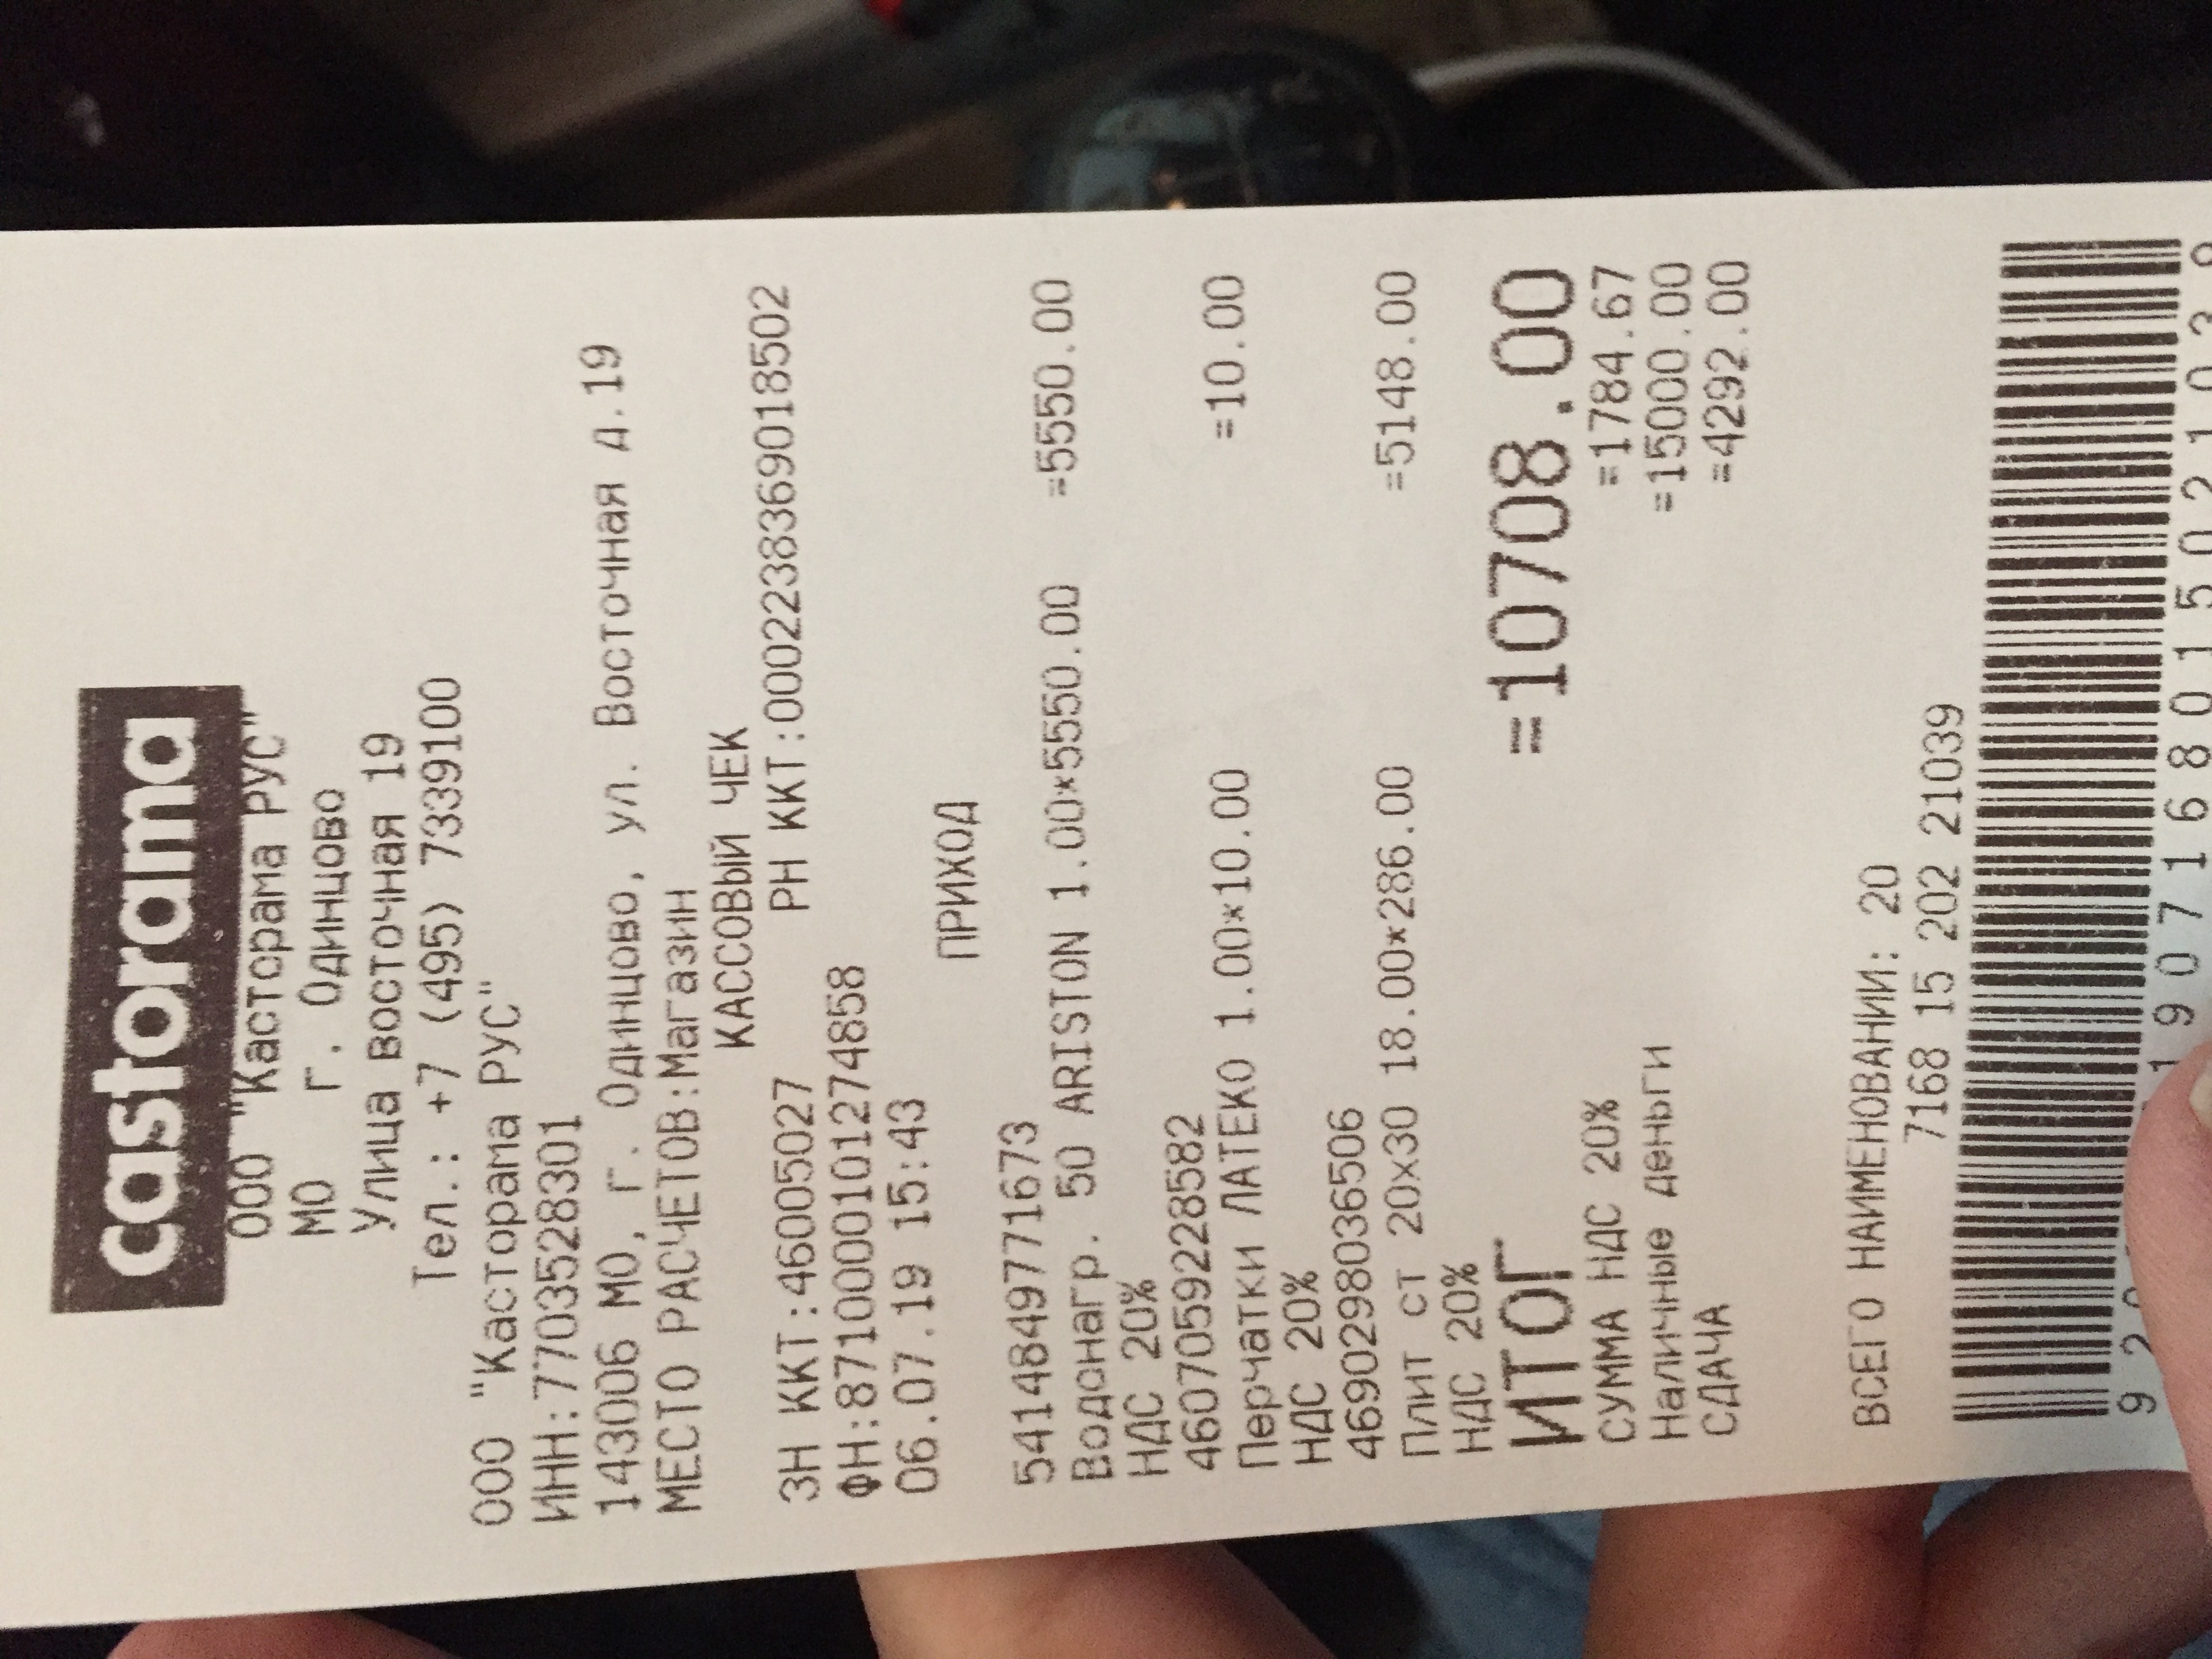 castorama
ООО "Касторама РУС"
МО г. Одинцово
Улица восточная 19
Тел.: +7 (495) 7339100
ООО "Касторама РУС"
ИНН:7703528301
143006 МО, г. Одинцово, ул. Восточная д.19
МЕСТО РАСЧЕТОВ:Магазин
КАССОВЫЙ ЧЕК
ЗН ККТ:46005027 РН ККТ:0002238369018502
ФН:8710000101274858
06.07.19 15:43
ПРИХОД
5414849771673
Водонагр. 50 ARISTON 1.00*5550.00 =5550.00
НДС 20%
4607059228582
Перчатки ЛАТЕКО 1.00*10.00 =10.00
НДС 20%
4690298036506
Плит ст 20x30 18.00*286.00 =5148.00
НДС 20%
ИТОГ =10708.00
СУММА НДС 20% =1784.67
Наличные деньги =15000.00
СДАЧА =4292.00
ВСЕГО НАИМЕНОВАНИИ: 20
7168 15 202 21039